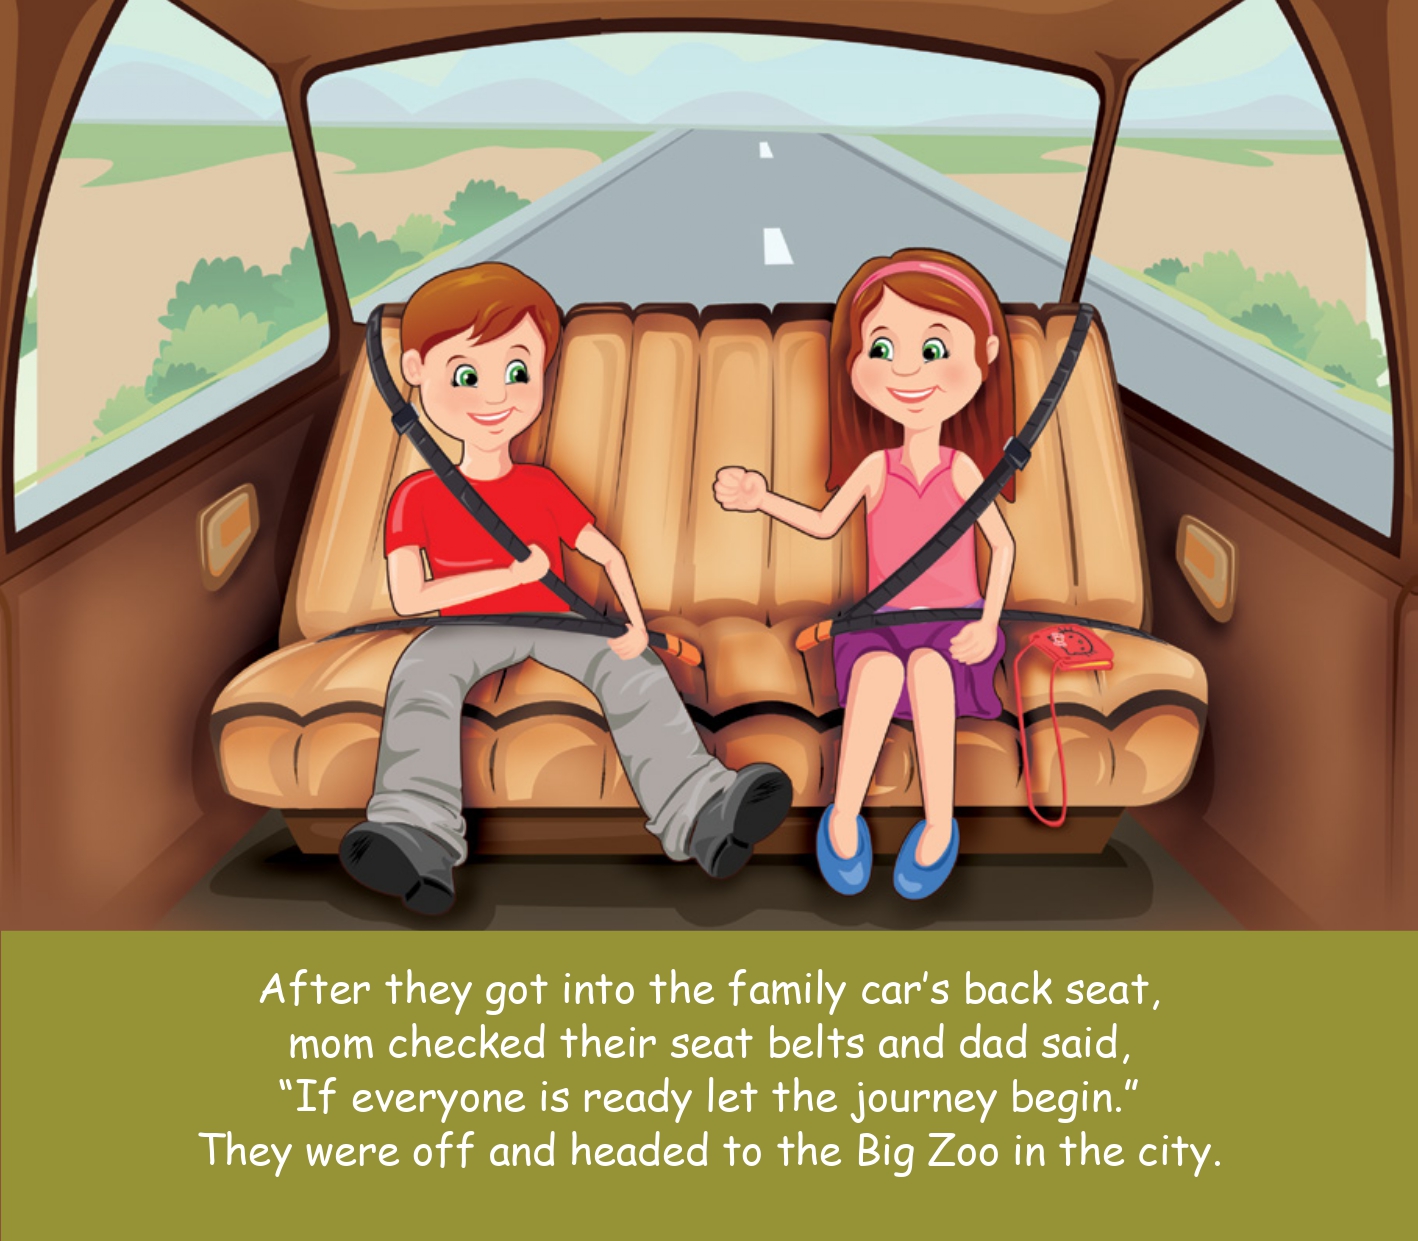 After they got into the family car’s back seat,
mom checked their seat belts and dad said,
“If everyone is ready let the journey begin.”
They were off and headed to the Big Zoo in the city.